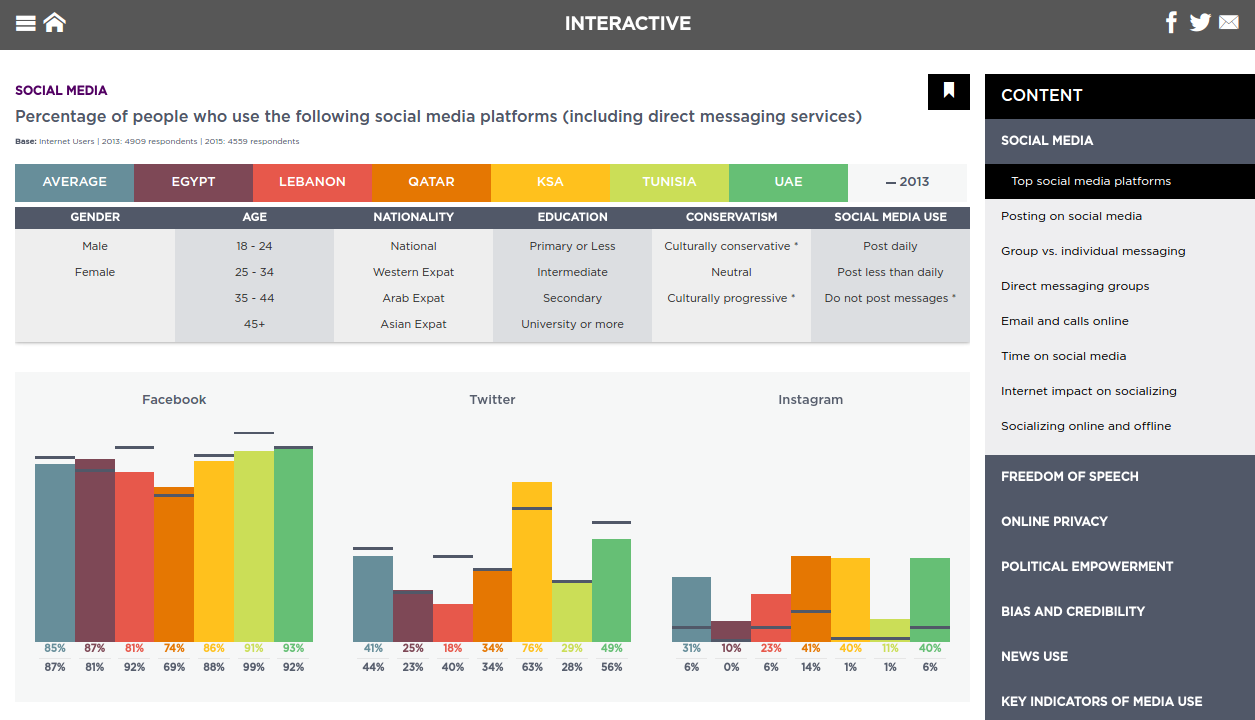 INTERACTIVE
SOCIAL MEDIA
Percentage of people who use the following social media platforms (including direct messaging services)
Base: Internet Users | 2013: 4909 respondents | 2015: 4559 respondents
AVERAGE EGYPT LEBANON QATAR KSA TUNISIA UAE — 2013
GENDER AGE NATIONALITY EDUCATION CONSERVATISM SOCIAL MEDIA USE
Male 18 - 24 National Primary or Less Culturally conservative * Post daily
Female 25 - 34 Western Expat Intermediate Neutral Post less than daily
35 - 44 Arab Expat Secondary Culturally progressive * Do not post messages *
45+ Asian Expat University or more
Facebook Twitter Instagram
85% 87% 81% 74% 86% 91% 93% 41% 25% 18% 34% 76% 29% 49% 31% 10% 23% 41% 40% 11% 40%
87% 81% 92% 69% 88% 99% 92% 44% 23% 40% 34% 63% 28% 56% 6% 0% 6% 14% 1% 1% 6%
CONTENT
SOCIAL MEDIA
Top social media platforms
Posting on social media
Group vs. individual messaging
Direct messaging groups
Email and calls online
Time on social media
Internet impact on socializing
Socializing online and offline
FREEDOM OF SPEECH
ONLINE PRIVACY
POLITICAL EMPOWERMENT
BIAS AND CREDIBILITY
NEWS USE
KEY INDICATORS OF MEDIA USE